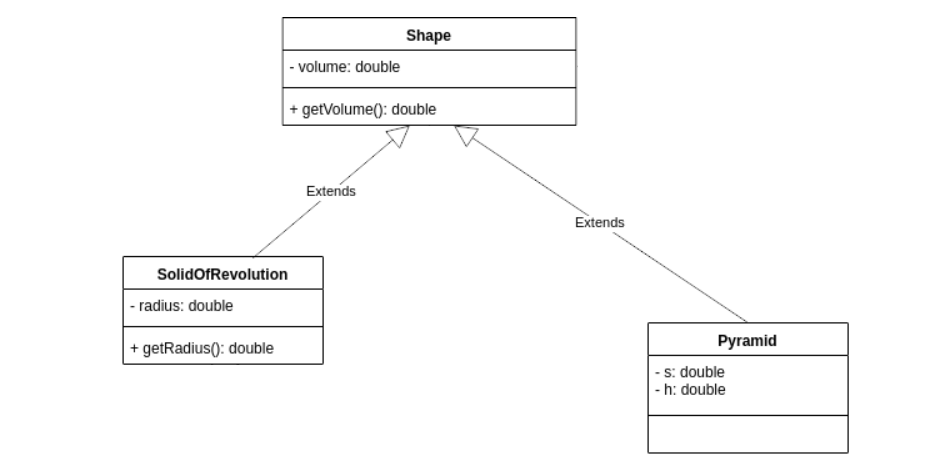 Shape
- volume: double
+ getVolume(): double
Extends
Extends
SolidOfRevolution
- radius: double
+ getRadius(): double
Pyramid
- s: double
- h: double